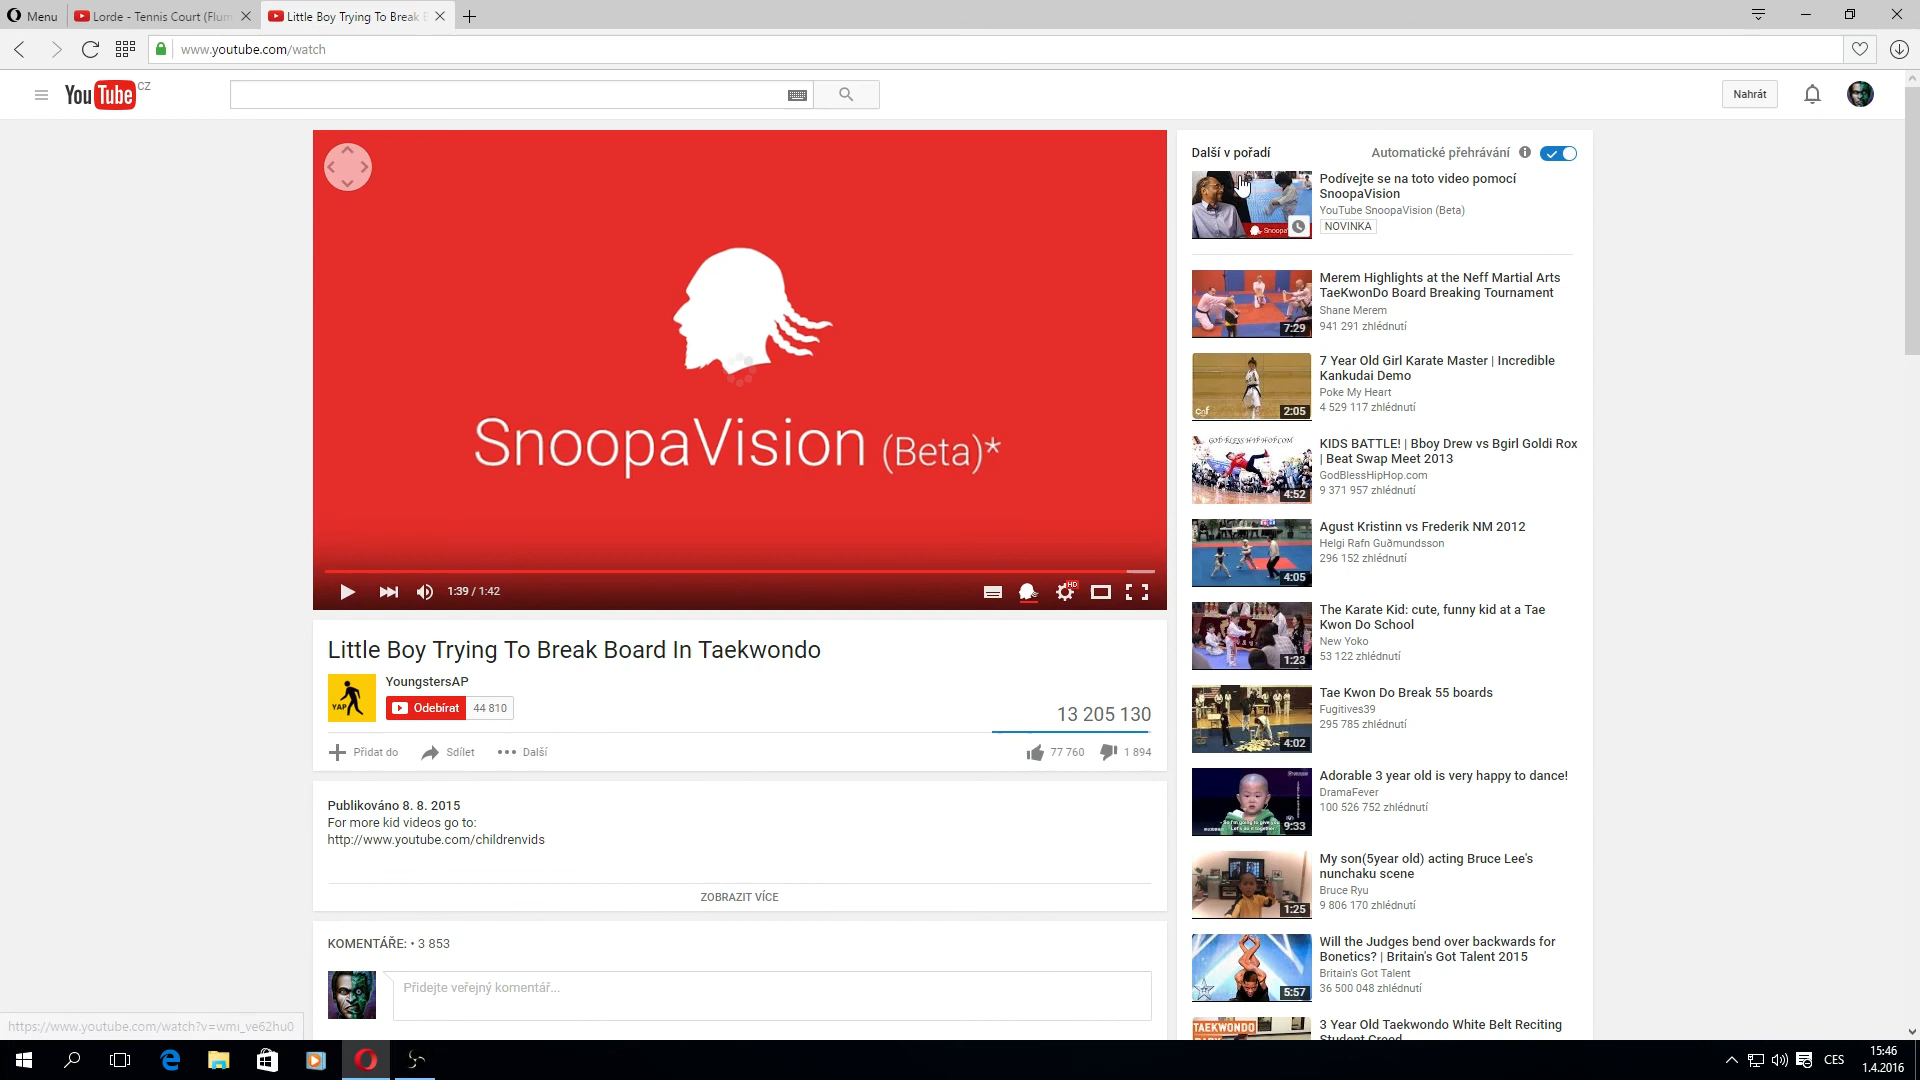 Menu
Lorde - Tennis Court (Flum
Little Boy Trying To Break B
www.youtube.com/watch
YouTube CZ
Nahrát
SnoopaVision (Beta)*
1:39 / 1:42
HD
Little Boy Trying To Break Board In Taekwondo
YAP
YoungstersAP
Odebírat 44 810
13 205 130
Přidat do Sdílet Další
77 760 1 894
Publikováno 8. 8. 2015
For more kid videos go to:
http://www.youtube.com/childrenvids
ZOBRAZIT VÍCE
KOMENTÁŘE: • 3 853
Přidejte veřejný komentář...
Další v pořadí
Automatické přehrávání
Snoopa
Podívejte se na toto video pomocí
SnoopaVision
YouTube SnoopaVision (Beta)
NOVINKA
7:29
Merem Highlights at the Neff Martial Arts
TaeKwonDo Board Breaking Tournament
Shane Merem
941 291 zhlédnutí
2:05
7 Year Old Girl Karate Master | Incredible
Kankudai Demo
Poke My Heart
4 529 117 zhlédnutí
GOD BLESS HIP HOP.COM
4:52
KIDS BATTLE! | Bboy Drew vs Bgirl Goldi Rox
| Beat Swap Meet 2013
GodBlessHipHop.com
9 371 957 zhlédnutí
4:05
Agust Kristinn vs Frederik NM 2012
Helgi Rafn Guðmundsson
296 152 zhlédnutí
1:23
The Karate Kid: cute, funny kid at a Tae
Kwon Do School
New Yoko
53 122 zhlédnutí
4:02
Tae Kwon Do Break 55 boards
Fugitives39
295 785 zhlédnutí
9:33
Adorable 3 year old is very happy to dance!
DramaFever
100 526 752 zhlédnutí
1:25
My son(5year old) acting Bruce Lee's
nunchaku scene
Bruce Ryu
9 806 170 zhlédnutí
5:57
Will the Judges bend over backwards for
Bonetics? | Britain's Got Talent 2015
Britain's Got Talent
36 500 048 zhlédnutí
TAEKWONDO
3 Year Old Taekwondo White Belt Reciting
Student Creed
https://www.youtube.com/watch?v=wmi_ve62hu0
CES
15:46
1.4.2016